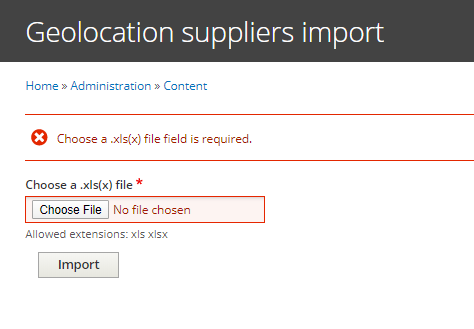 Geolocation suppliers import
Home » Administration » Content
Choose a .xls(x) file field is required.
Choose a .xls(x) file *
Choose File No file chosen
Allowed extensions: xls xlsx
Import